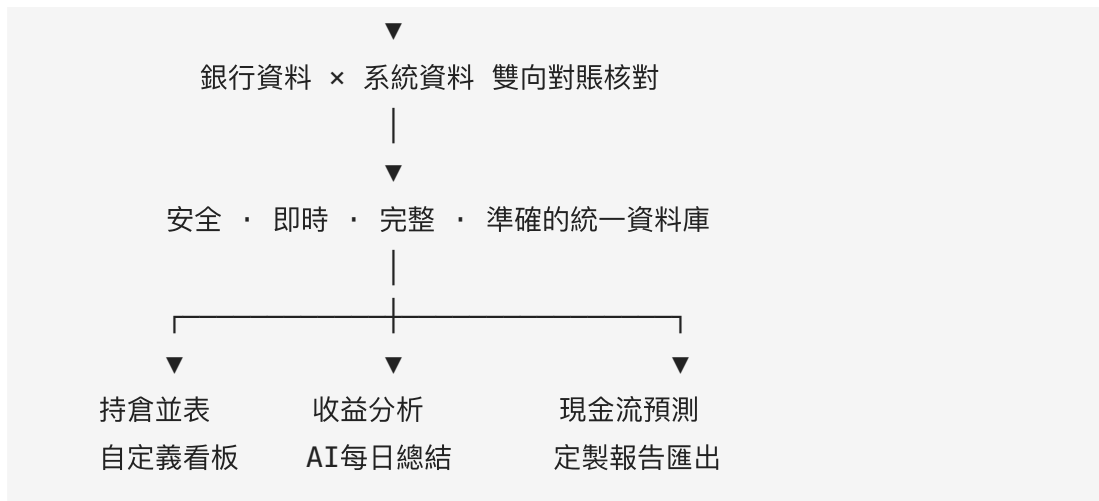 銀行資料 × 系統資料 雙向對賬核對
安全 · 即時 · 完整 · 準確的統一資料庫
持倉並表 收益分析 現金流預測
自定義看板 AI每日總結 定製報告匯出